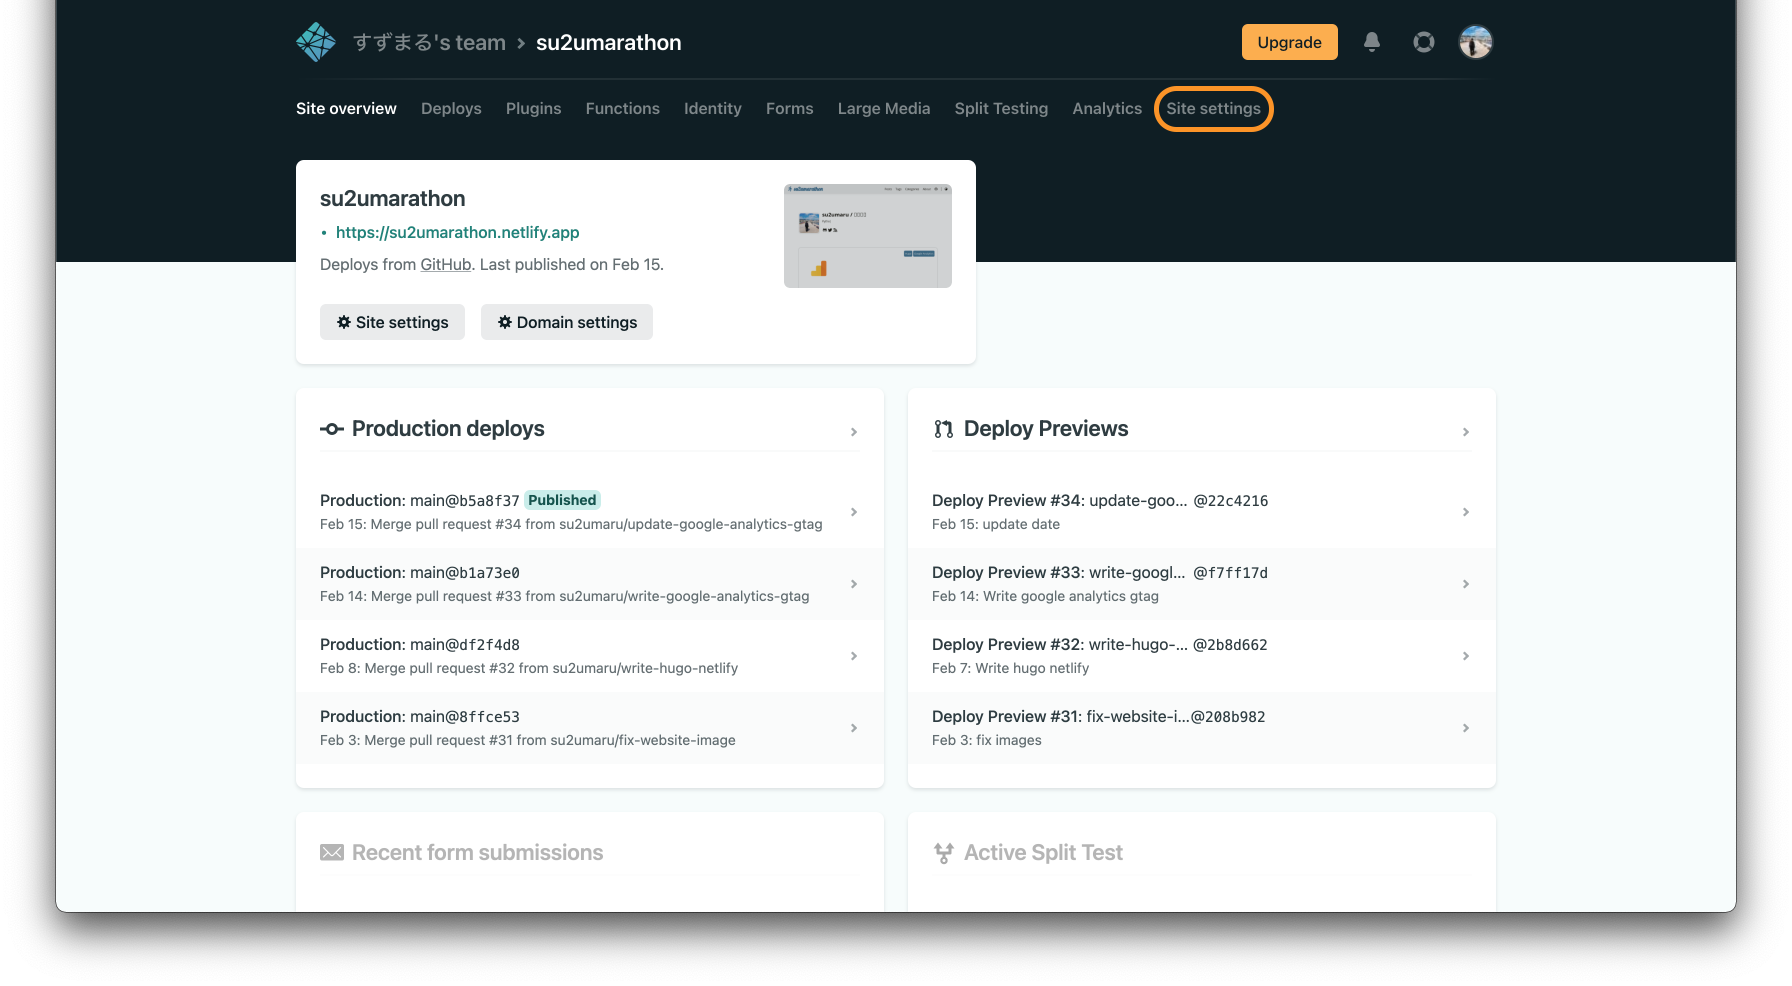 すずまる's team > su2umarathon
Upgrade
Site overview Deploys Plugins Functions Identity Forms Large Media Split Testing Analytics Site settings
su2umarathon
• https://su2umarathon.netlify.app
Deploys from GitHub. Last published on Feb 15.
Site settings Domain settings
su2umarathon
su2umaru /
Production deploys
Production: main@b5a8f37 Published
Feb 15: Merge pull request #34 from su2umaru/update-google-analytics-gtag
Production: main@b1a73e0
Feb 14: Merge pull request #33 from su2umaru/write-google-analytics-gtag
Production: main@df2f4d8
Feb 8: Merge pull request #32 from su2umaru/write-hugo-netlify
Production: main@8ffce53
Feb 3: Merge pull request #31 from su2umaru/fix-website-image
Deploy Previews
Deploy Preview #34: update-goo... @22c4216
Feb 15: update date
Deploy Preview #33: write-googl... @f7ff17d
Feb 14: Write google analytics gtag
Deploy Preview #32: write-hugo-... @2b8d662
Feb 7: Write hugo netlify
Deploy Preview #31: fix-website-i...@208b982
Feb 3: fix images
Recent form submissions
Active Split Test